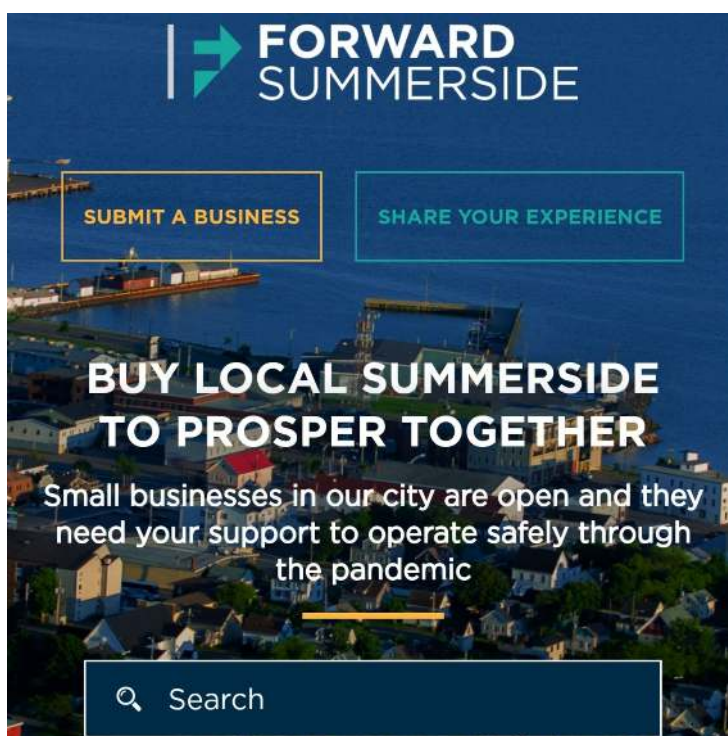 FORWARD
SUMMERSIDE
SUBMIT A BUSINESS
SHARE YOUR EXPERIENCE
BUY LOCAL SUMMERSIDE
TO PROSPER TOGETHER
Small businesses in our city are open and they
need your support to operate safely through
the pandemic
Search